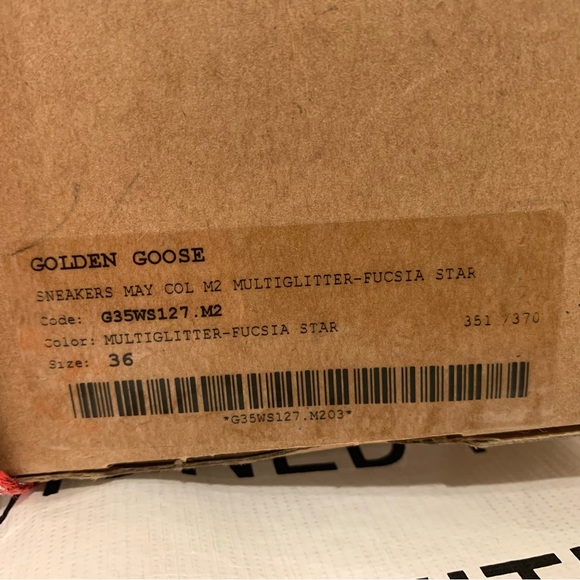 GOLDEN GOOSE
SNEAKERS MAY COL M2 MULTIGLITTER-FUCSIA STAR
Code: G35WS127.M2
Color: MULTIGLITTER-FUCSIA STAR 351 /370
Size: 36
*G35WS127.M203*